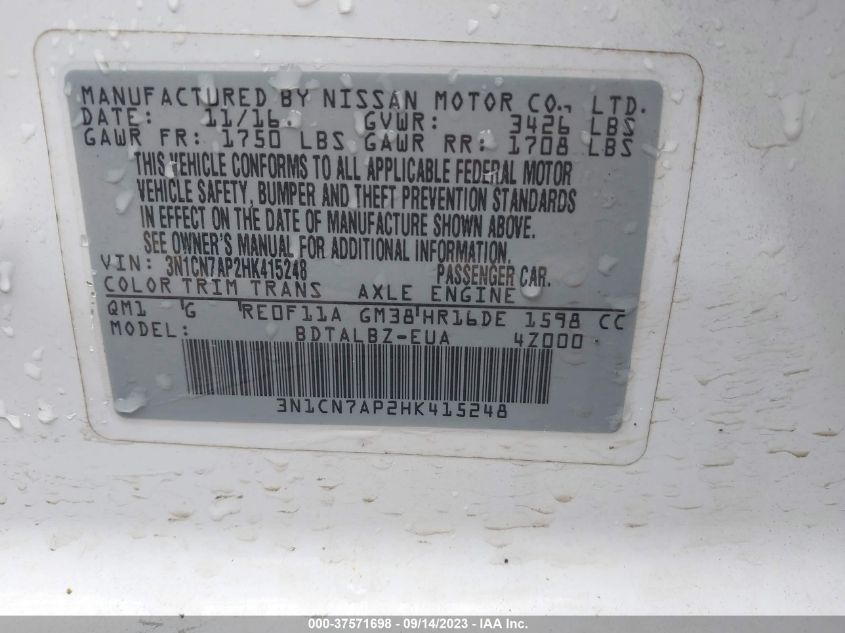 MANUFACTURED BY NISSAN MOTOR CO., LTD.
DATE: 11/16 GVWR: 3426 LBS
GAWR FR: 1750 LBS GAWR RR: 1708 LBS
THIS VEHICLE CONFORMS TO ALL APPLICABLE FEDERAL MOTOR
VEHICLE SAFETY, BUMPER AND THEFT PREVENTION STANDARDS
IN EFFECT ON THE DATE OF MANUFACTURE SHOWN ABOVE.
SEE OWNER'S MANUAL FOR ADDITIONAL INFORMATION.
VIN: 3N1CN7AP2HK415248 PASSENGER CAR.
COLOR TRIM TRANS AXLE ENGINE
QM1 G RE0F11A GM38 HR16DE 1598 CC
MODEL: BDTALBZ-EUA 4Z000
3N1CN7AP2HK415248
000-37571698 - 09/14/2023 - IAA Inc.